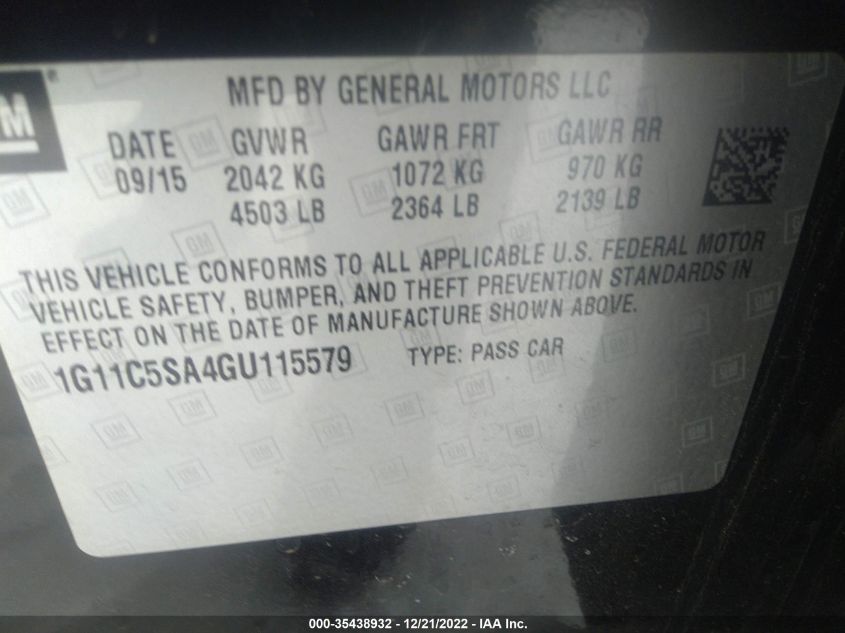 GM ®
MFD BY GENERAL MOTORS LLC
DATE GVWR GAWR FRT GAWR RR
09/15 2042 KG 1072 KG 970 KG
4503 LB 2364 LB 2139 LB
THIS VEHICLE CONFORMS TO ALL APPLICABLE U.S. FEDERAL MOTOR
VEHICLE SAFETY, BUMPER, AND THEFT PREVENTION STANDARDS IN
EFFECT ON THE DATE OF MANUFACTURE SHOWN ABOVE.
1G11C5SA4GU115579 TYPE: PASS CAR
000-35438932 - 12/21/2022 - IAA Inc.